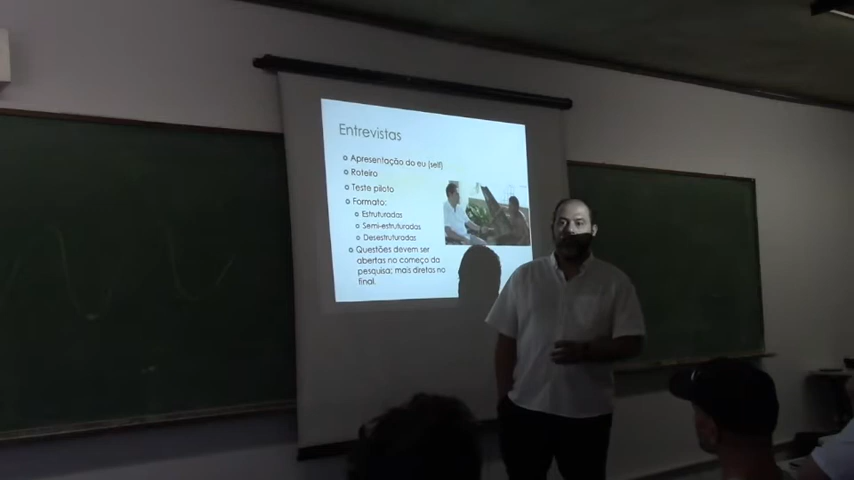 Entrevistas
Apresentação do eu (self)
Roteiro
Teste piloto
Formato:
Estruturadas
Semi-estruturadas
Desestruturadas
Questões devem ser
abertas no começo da
pesquisa; mais diretas no
final.